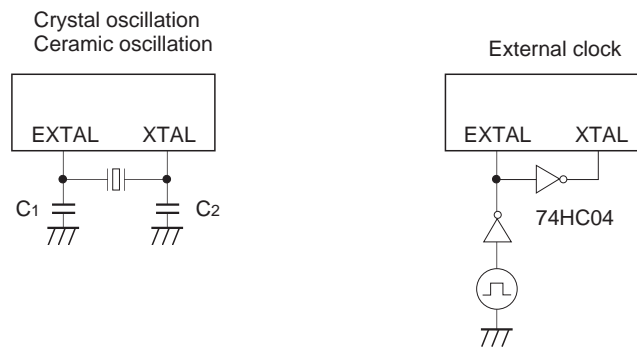 Crystal oscillation
Ceramic oscillation
EXTAL XTAL
C1 C2
External clock
EXTAL XTAL
74HC04